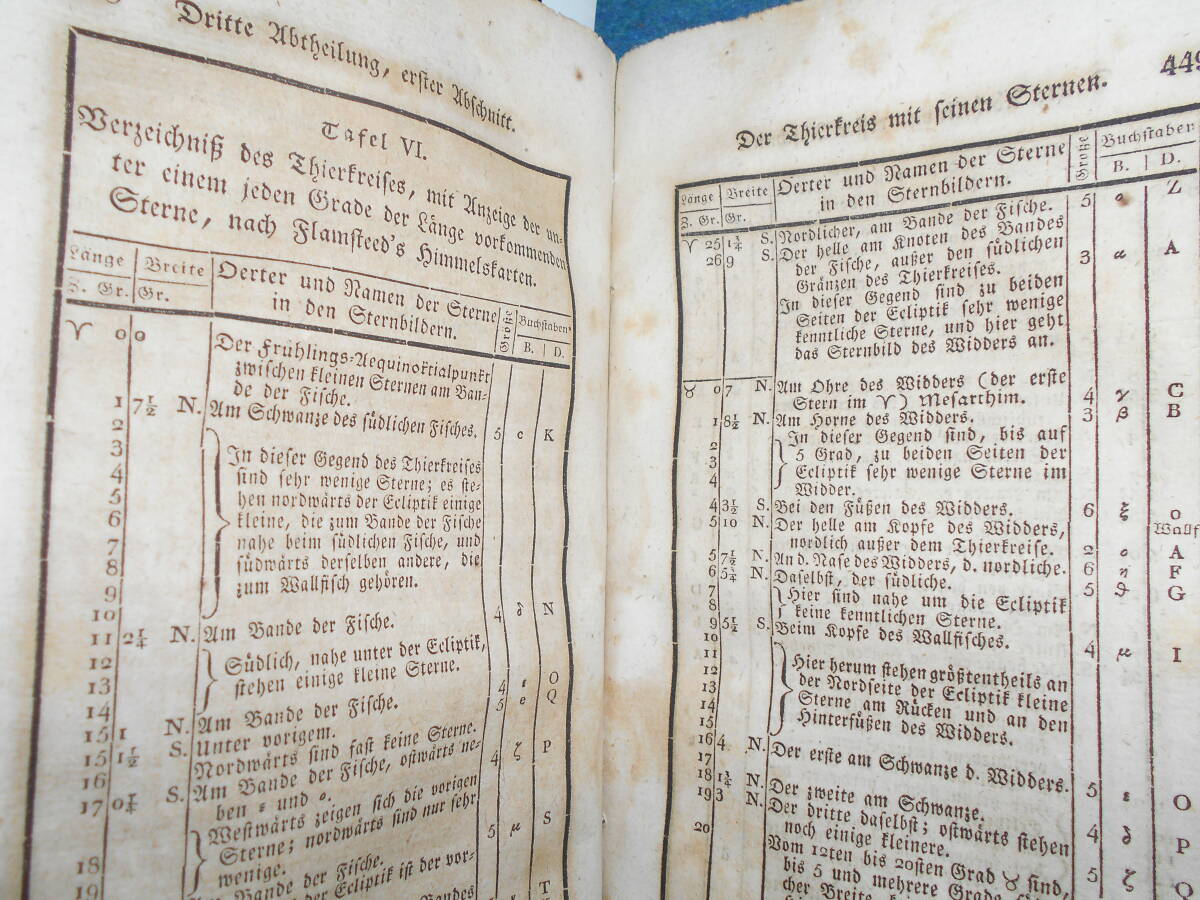 Dritte Abtheilung, erster Abschnitt.
Tafel VI.
Verzeichniß des Thierkreises, mit Anzeige der un-
ter einem jeden Grade der Länge vorkommenden
Sterne, nach Flamsteed's Himmelskarten.
Länge Breite Oerter und Namen der Sterne Größe Buchstaben
Z. Gr. Gr. in den Sternbildern. B. D.
♈ 0 0 Der Frühlings-Aequinoktialpunkt
zwischen kleinen Sternen am Ban-
de der Fische.
1 7½ N. Am Schwanze des südlichen Fisches. 5 c K
2
3 In dieser Gegend des Thierkreises
4 sind sehr wenige Sterne; es ste-
5 hen nordwärts der Ecliptik einige
6 kleine, die zum Bande der Fische
7 nahe beim südlichen Fische, und
8 südwärts derselben andere, die
9 zum Wallfisch gehören.
10
11 2¼ N. Am Bande der Fische. 4 δ N
12 Südlich, nahe unter der Ecliptik,
13 stehen einige kleine Sterne.
14
15 1 N. Am Bande der Fische. 4 ε O
15 1½ S. Unter vorigem. 5 e Q
16 Nordwärts sind fast keine Sterne.
17 0¼ S. Am Bande der Fische, ostwärts ne-
ben ε und e. 4 ζ P
Westwärts zeigen sich die vorigen
18 Sterne; nordwärts sind nur sehr
wenige. 5 μ S
19 Am Bande der Fische.
der Ecliptik ist der vor-
Bandes T
Der Thierkreis mit seinen Sternen. 449
Länge Breite Oerter und Namen der Sterne Größe Buchstaben
Z. Gr. Gr. in den Sternbildern. B. D.
♈ 25 1¾ S. Nordlicher, am Bande der Fische. 5 o Z
26 9 S. Der helle am Knoten des Bandes
der Fische, außer den südlichen
Gränzen des Thierkreises. 3 α A
In dieser Gegend sind zu beiden
Seiten der Ecliptik sehr wenige
kenntliche Sterne, und hier geht
das Sternbild des Widders an.
♉ 0 7 N. Am Ohre des Widders (der erste
Stern im ♈) Mesarthim. 4 γ C
1 8½ N. Am Horne des Widders. 3 β B
2 In dieser Gegend sind, bis auf
3 5 Grad, zu beiden Seiten der
4 Ecliptik sehr wenige Sterne im
Widder.
4 3½ S. Bei den Füßen des Widders. 6 ξ o
5 10 N. Der helle am Kopfe des Widders, Wallf
nördlich außer dem Thierkreise. 2 A
5 7½ N. An d. Nase des Widders, d. nordliche. 6 η F
6 5¾ N. Daselbst, der südliche. 5 ϑ G
7 Hier sind nahe um die Ecliptik
8 keine kenntlichen Sterne.
9 5½ S. Beim Kopfe des Wallfisches. 4 μ I
10
11 Hier herum stehen größtentheils an
12 der Nordseite der Ecliptik kleine
13 Sterne am Rücken und an den
14 Hinterfüßen des Widders.
15
16 4 N. Der erste am Schwanze d. Widders. 5 ε O
17
18 1¾ N. Der zweite am Schwanze. 4 δ P
19 3 N. Der dritte daselbst; ostwärts stehen
noch einige kleinere. 5 ζ Q
20 Vom 12ten bis 20sten Grad ♉ sind,
bis 5 und mehrere Grade
cher Breite